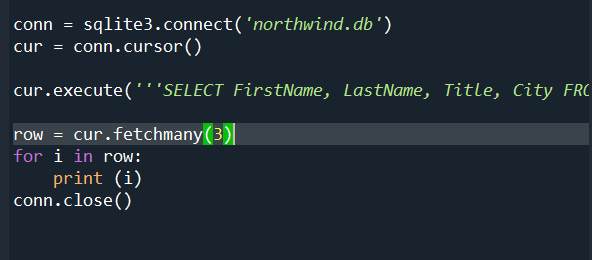 conn = sqlite3.connect('northwind.db')
cur = conn.cursor()
cur.execute('''SELECT FirstName, LastName, Title, City
row = cur.fetchmany(3)
for i in row:
    print (i)
conn.close()